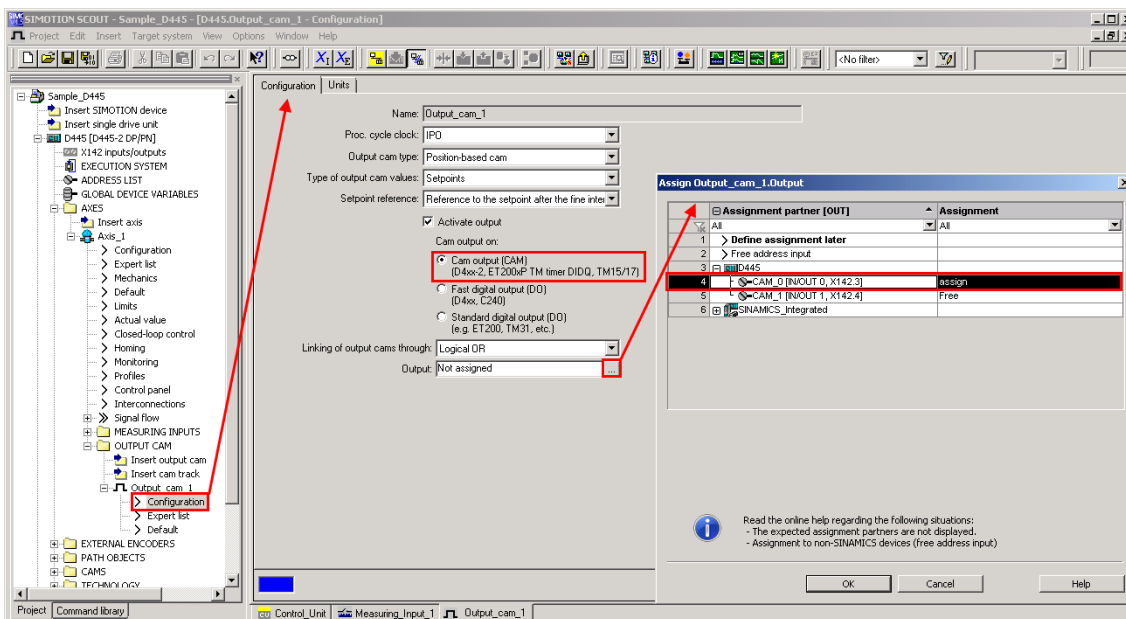 SIMOTION SCOUT - Sample_D445 - [D445.Output_cam_1 - Configuration]
Project Edit Insert Target system View Options Window Help
<No filter>
Sample_D445
Insert SIMOTION device
Insert single drive unit
D445 [D445-2 DP/PN]
X142 inputs/outputs
EXECUTION SYSTEM
ADDRESS LIST
GLOBAL DEVICE VARIABLES
AXES
Insert axis
Axis_1
Configuration
Expert list
Mechanics
Default
Limits
Actual value
Closed-loop control
Homing
Monitoring
Profiles
Control panel
Interconnections
Signal flow
MEASURING INPUTS
OUTPUT CAM
Insert output cam
Insert cam track
Output_cam_1
Configuration
Expert list
Default
EXTERNAL ENCODERS
PATH OBJECTS
CAMS
TECHNOLOGY
Project Command library
Configuration Units
Name: Output_cam_1
Proc. cycle clock: IPO
Output cam type: Position-based cam
Type of output cam values: Setpoints
Setpoint reference: Reference to the setpoint after the fine inter
Activate output
Cam output on:
Cam output (CAM)
(D4xx-2, ET200xP TM timer DIDQ, TM15/17)
Fast digital output (DO)
(D4xx, C240)
Standard digital output (DO)
(e.g. ET200, TM31, etc.)
Linking of output cams through: Logical OR
Output: Not assigned ...
Control_Unit Measuring_Input_1 Output_cam_1
Assign Output_cam_1.Output
Assignment partner [OUT] Assignment
All All
1 Define assignment later
2 Free address input
3 D445
4 CAM_0 [IN/OUT 0, X142.3] assign
5 CAM_1 [IN/OUT 1, X142.4] Free
6 SINAMICS_Integrated
Read the online help regarding the following situations:
- The expected assignment partners are not displayed.
- Assignment to non-SINAMICS devices (free address input)
OK Cancel Help